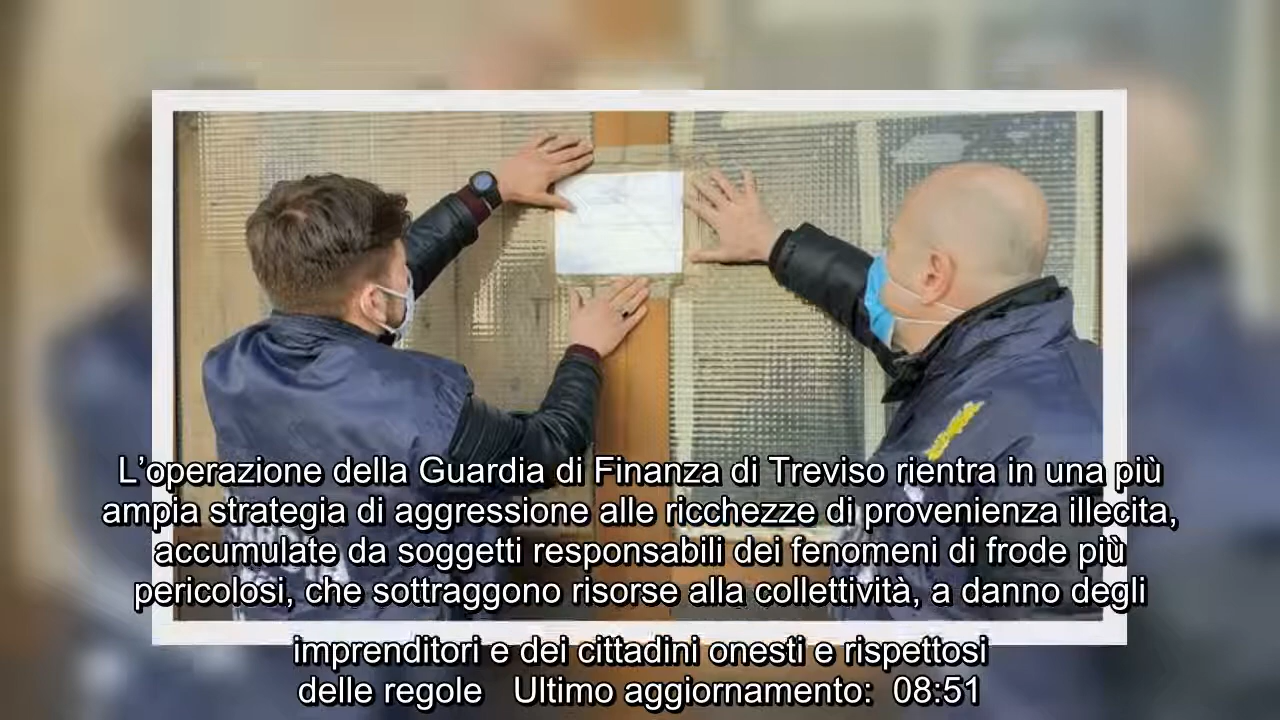 L’operazione della Guardia di Finanza di Treviso rientra in una più
ampia strategia di aggressione alle ricchezze di provenienza illecita,
accumulate da soggetti responsabili dei fenomeni di frode più
pericolosi, che sottraggono risorse alla collettività, a danno degli
imprenditori e dei cittadini onesti e rispettosi
delle regole   Ultimo aggiornamento:  08:51